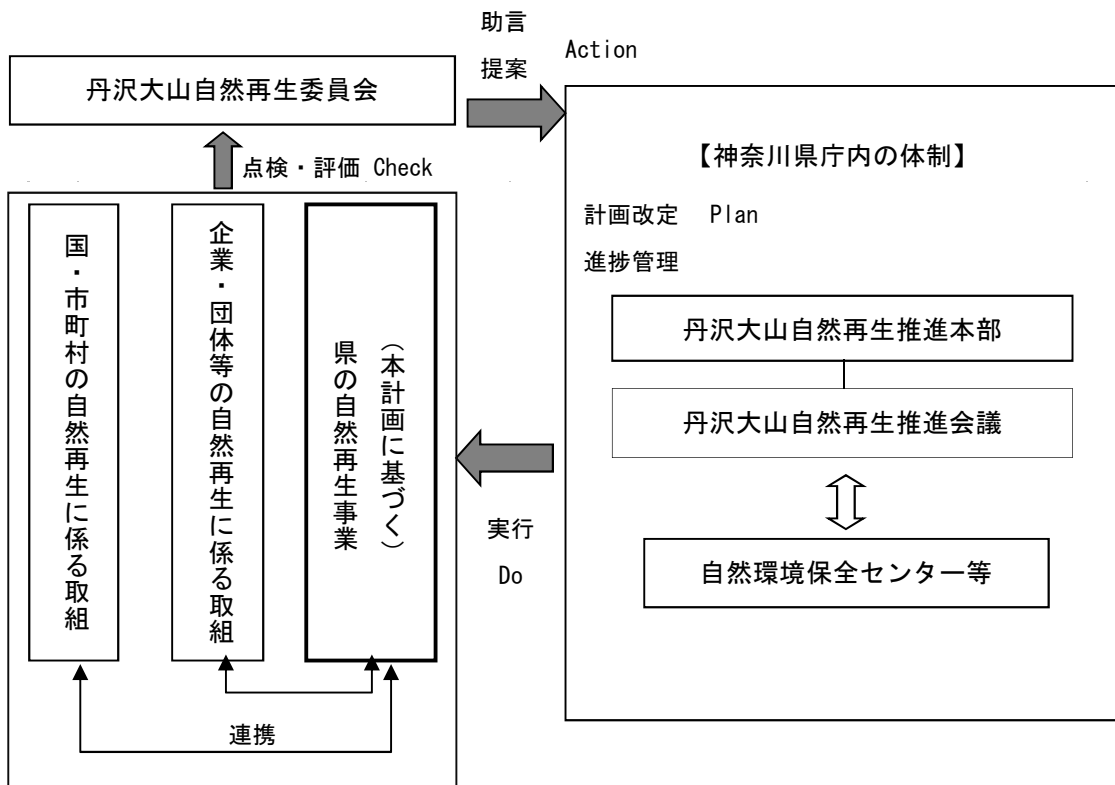 助言
提案
Action
丹沢大山自然再生委員会
点検・評価 Check
【神奈川県庁内の体制】
計画改定 Plan
進捗管理
丹沢大山自然再生推進本部
丹沢大山自然再生推進会議
自然環境保全センター等
国・市町村の自然再生に係る取組
企業・団体等の自然再生に係る取組
（本計画に基づく）
県の自然再生事業
実行
Do
連携